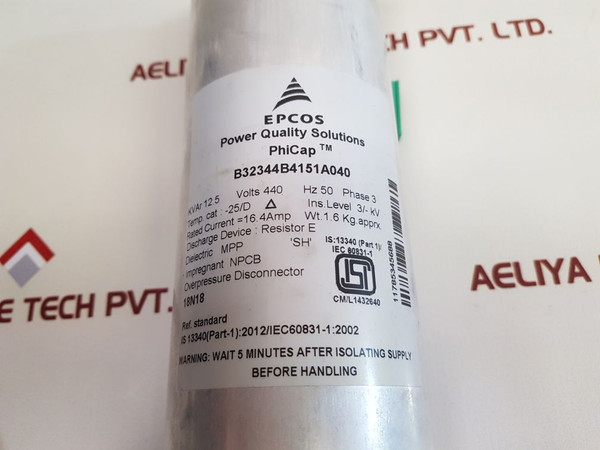 AELIYA
E TECH PVT. LTD.
EPCOS
Power Quality Solutions
PhiCap ™
B32344B4151A040
KVAr 12.5 Volts 440 Hz 50 Phase 3
Temp. cat : -25/D Δ Ins.Level 3/- kV
Rated Current =16.4Amp Wt.1.6 Kg.apprx
Discharge Device : Resistor E
Dielectric MPP 'SH'
Impregnant NPCB
Overpressure Disconnector
18N18
IS:13340 (Part 1)/
IEC 60831-1
ISI
CM/L1432640
11785345688
Ref. standard
IS 13340(Part-1):2012/IEC60831-1:2002
WARNING: WAIT 5 MINUTES AFTER ISOLATING SUPPLY
BEFORE HANDLING
E TECH PVT.
AELIYA